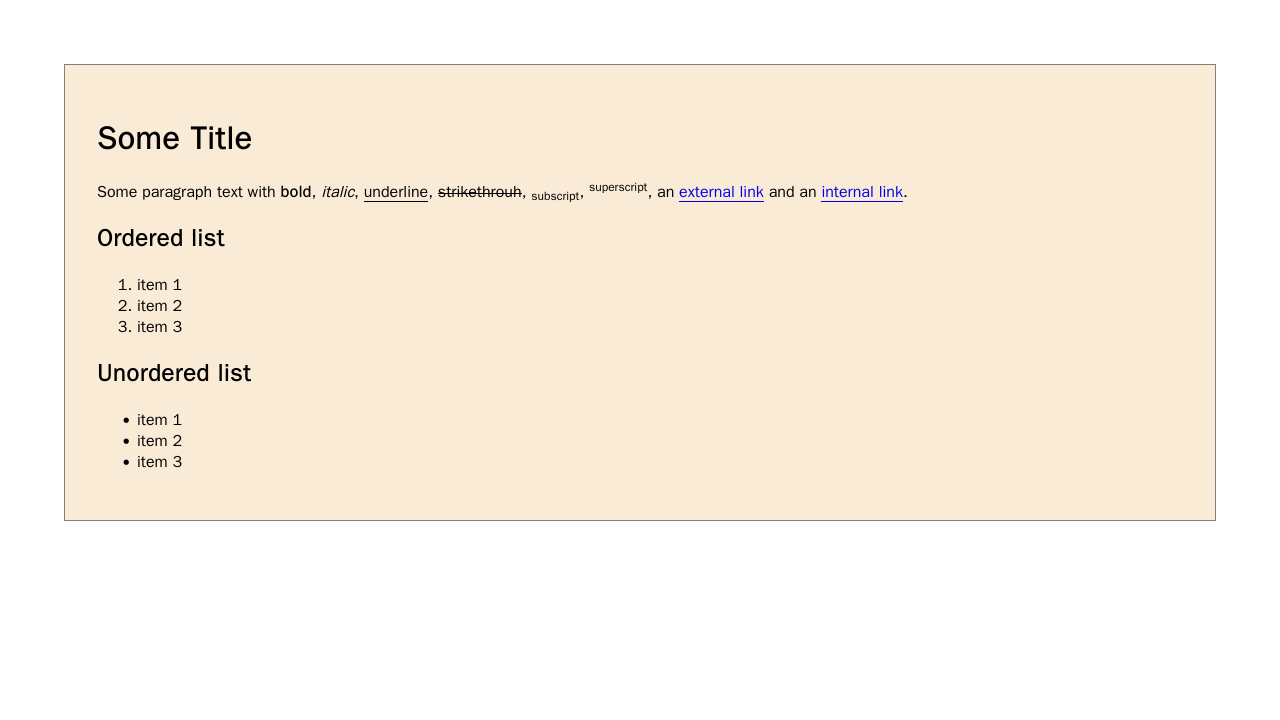 Some Title
Some paragraph text with bold, italic, underline, strikethrouh, subscript, superscript, an external link and an internal link.
Ordered list
1. item 1
2. item 2
3. item 3
Unordered list
• item 1
• item 2
• item 3